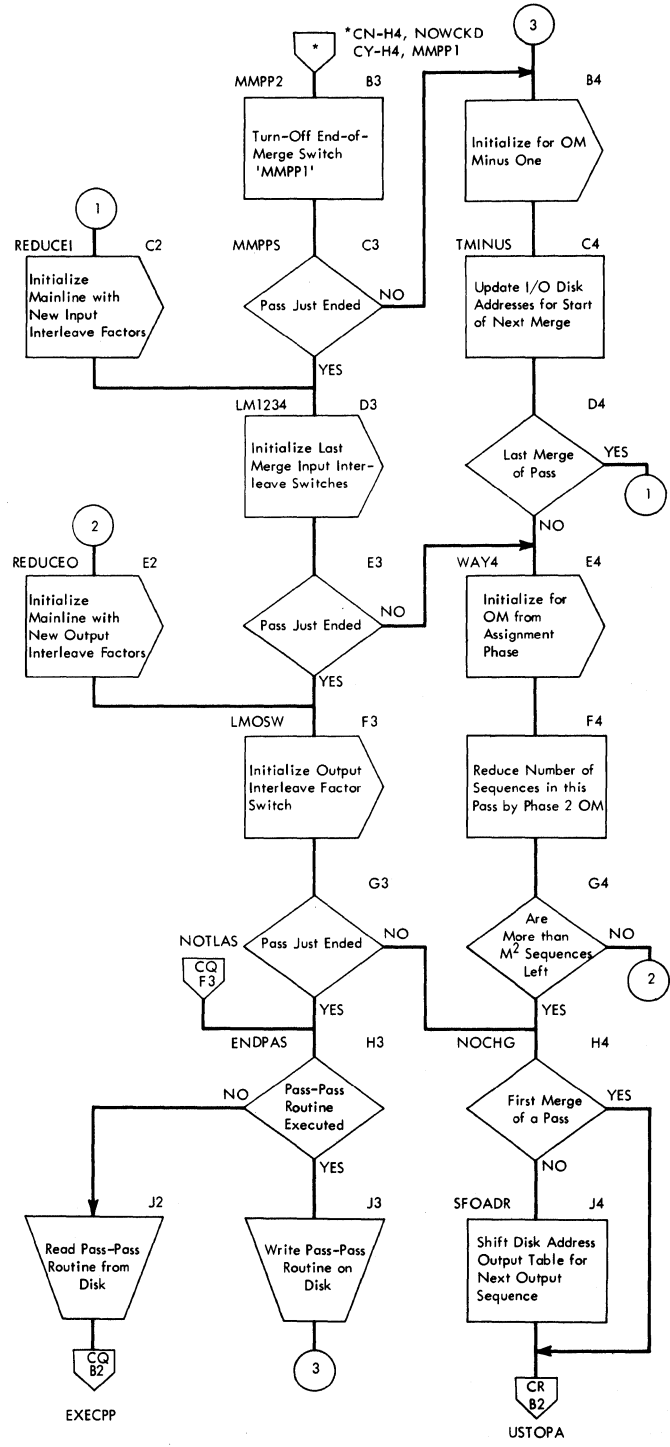 *
*CN-H4, NOWCKD
CY-H4, MMPP1
3
MMPP2
B3
Turn-Off End-of-
Merge Switch
'MMPP1'
B4
Initialize for OM
Minus One
1
REDUCEI
C2
Initialize
Mainline with
New Input
Interleave Factors
MMPPS
C3
Pass Just Ended
NO
YES
TMINUS
C4
Update I/O Disk
Addresses for Start
of Next Merge
LM1234
D3
Initialize Last
Merge Input Inter-
leave Switches
D4
Last Merge
of Pass
YES
1
NO
2
REDUCEO
E2
Initialize
Mainline with
New Output
Interleave Factors
E3
Pass Just Ended
NO
YES
WAY4
E4
Initialize for
OM from
Assignment
Phase
LMOSW
F3
Initialize Output
Interleave Factor
Switch
F4
Reduce Number of
Sequences in this
Pass by Phase 2 OM
G3
Pass Just Ended
NO
YES
G4
Are
More than
M² Sequences
Left
NO
2
YES
NOTLAS
CQ
F3
ENDPAS
H3
Pass-Pass
Routine
Executed
NO
YES
NOCHG
H4
First Merge
of a Pass
YES
NO
J2
Read Pass-Pass
Routine from
Disk
CQ
B2
EXECPP
J3
Write Pass-Pass
Routine on
Disk
3
SFOADR
J4
Shift Disk Address
Output Table for
Next Output
Sequence
CR
B2
USTOPA